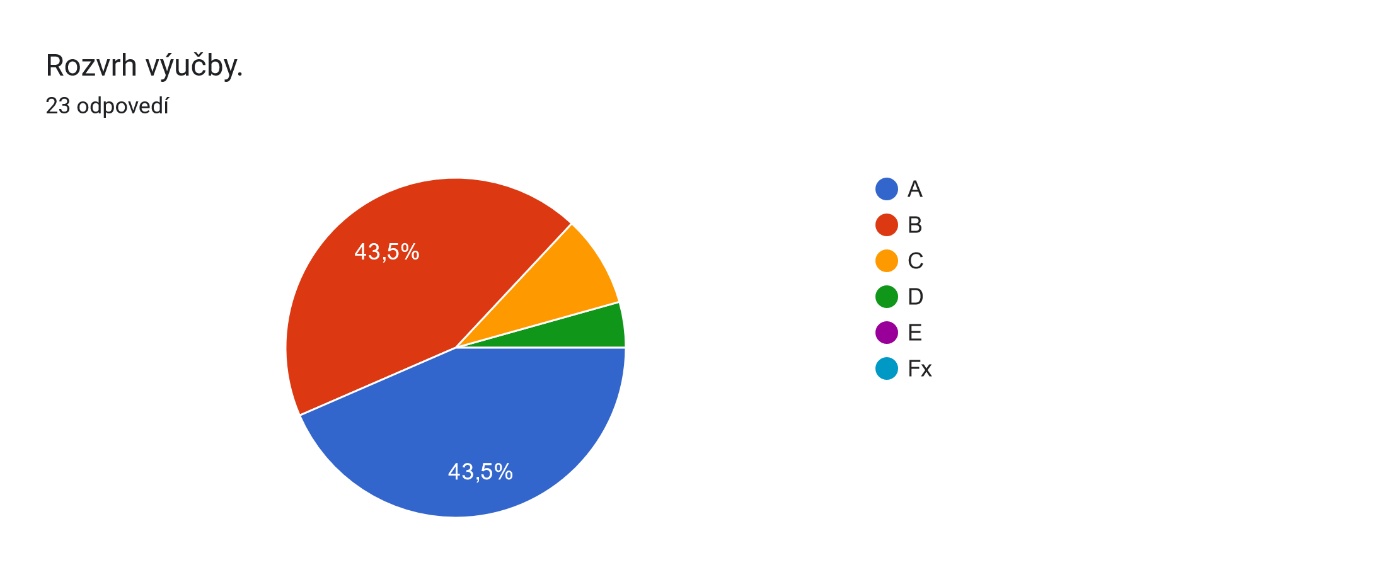 Rozvrh výučby.
23 odpovedí
43,5%
43,5%
A
B
C
D
E
Fx